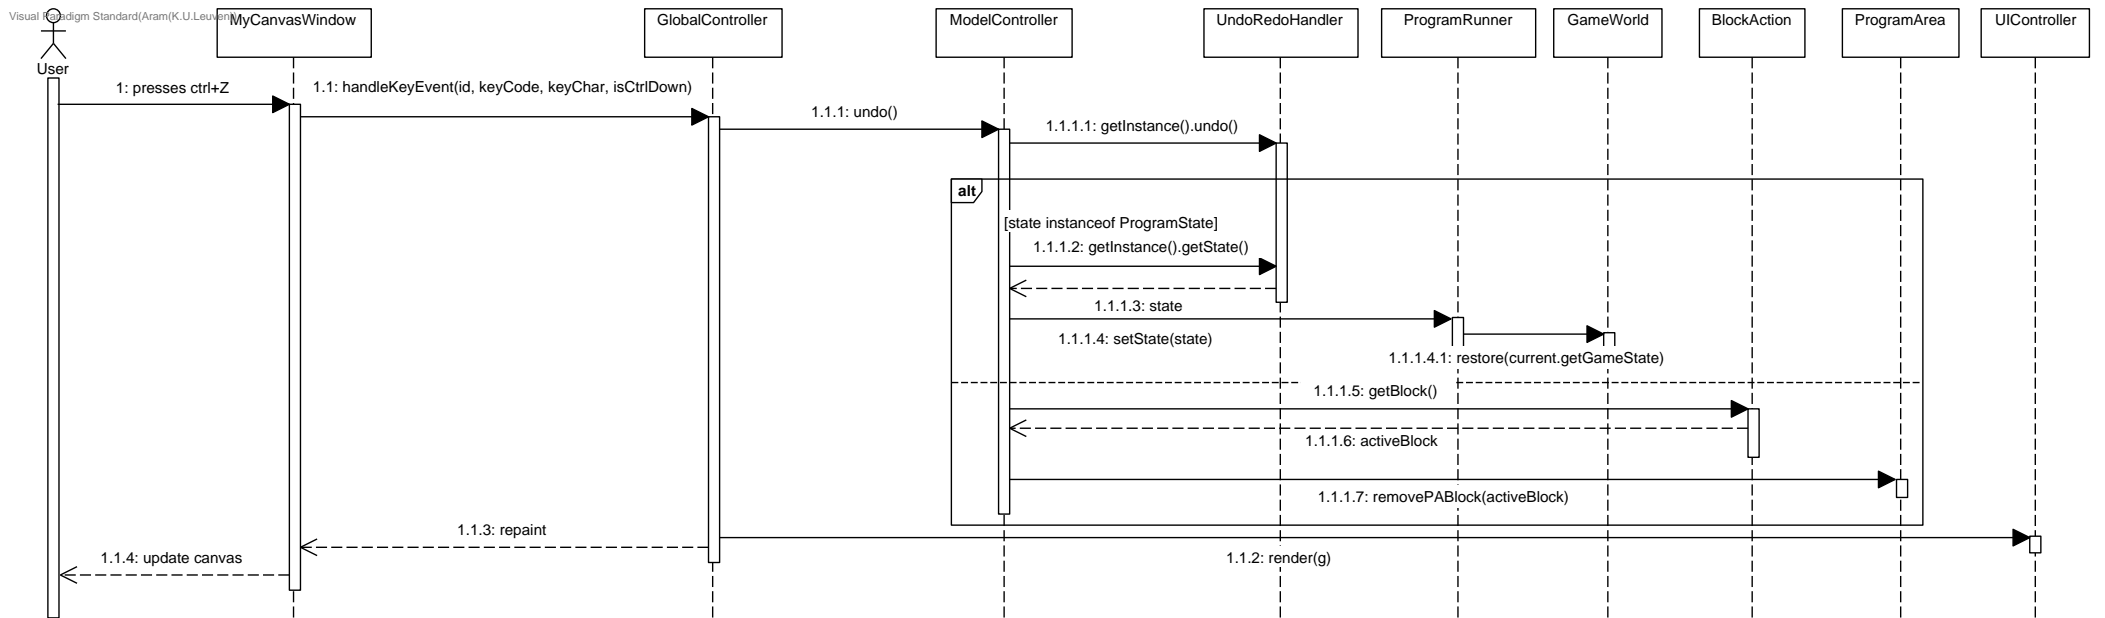 Visual Paradigm Standard(Aram(K.U.Leuven))
User
MyCanvasWindow
GlobalController
ModelController
UndoRedoHandler
ProgramRunner
GameWorld
BlockAction
ProgramArea
UIController
1: presses ctrl+Z
1.1: handleKeyEvent(id, keyCode, keyChar, isCtrlDown)
1.1.1: undo()
1.1.1.1: getInstance().undo()
alt
[state instanceof ProgramState]
1.1.1.2: getInstance().getState()
1.1.1.3: state
1.1.1.4: setState(state)
1.1.1.4.1: restore(current.getGameState)
1.1.1.5: getBlock()
1.1.1.6: activeBlock
1.1.1.7: removePABlock(activeBlock)
1.1.3: repaint
1.1.2: render(g)
1.1.4: update canvas